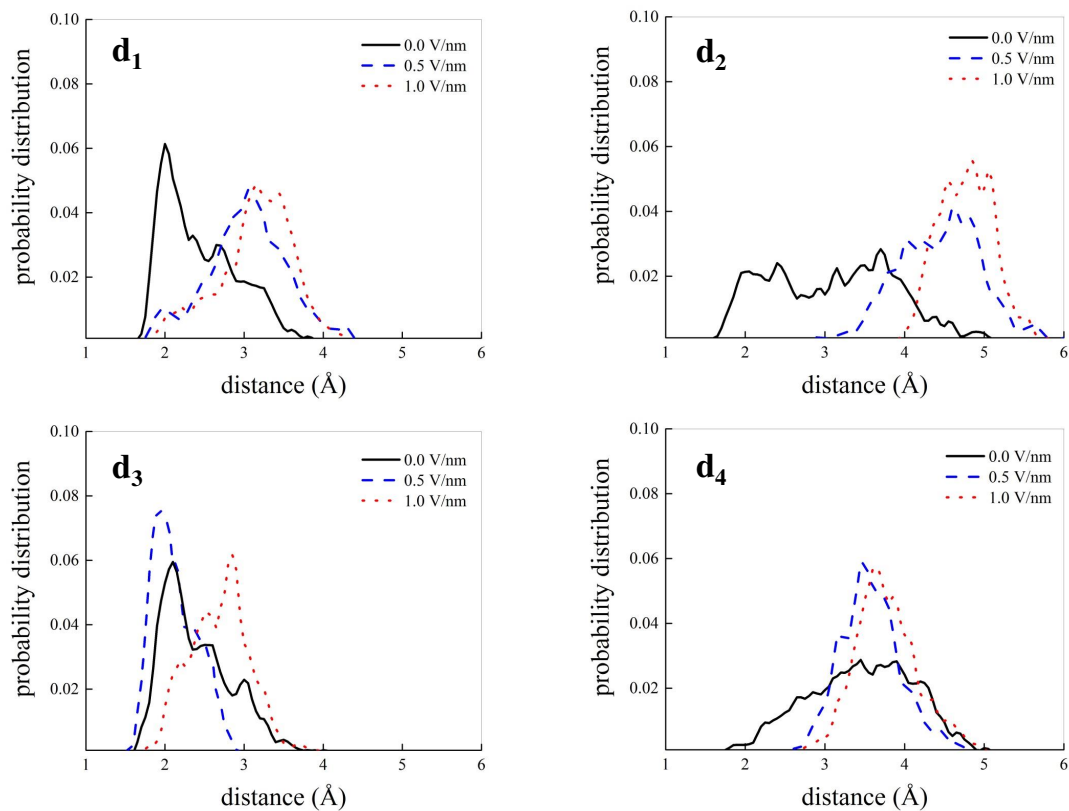 d1
0.0 V/nm
0.5 V/nm
1.0 V/nm
probability distribution
0.10
0.08
0.06
0.04
0.02
1 2 3 4 5 6
distance (Å)
d2
0.0 V/nm
0.5 V/nm
1.0 V/nm
probability distribution
0.10
0.08
0.06
0.04
0.02
1 2 3 4 5 6
distance (Å)
d3
0.0 V/nm
0.5 V/nm
1.0 V/nm
probability distribution
0.10
0.08
0.06
0.04
0.02
1 2 3 4 5 6
distance (Å)
d4
0.0 V/nm
0.5 V/nm
1.0 V/nm
probability distribution
0.10
0.08
0.06
0.04
0.02
1 2 3 4 5 6
distance (Å)